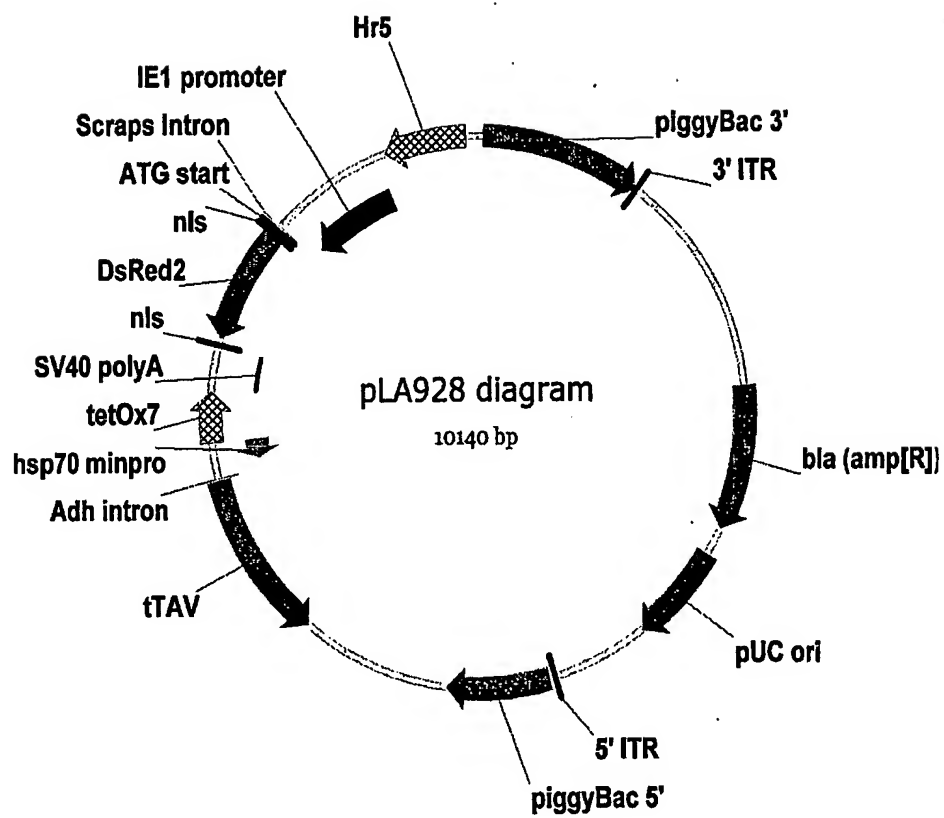 Hr5
IE1 promoter
Scraps Intron
ATG start
nls
DsRed2
nls
SV40 polyA
tetOx7
hsp70 minpro
Adh intron
tTAV
piggyBac 3'
3' ITR
pLA928 diagram
10140 bp
bla (amp[R])
pUC ori
5' ITR
piggyBac 5'